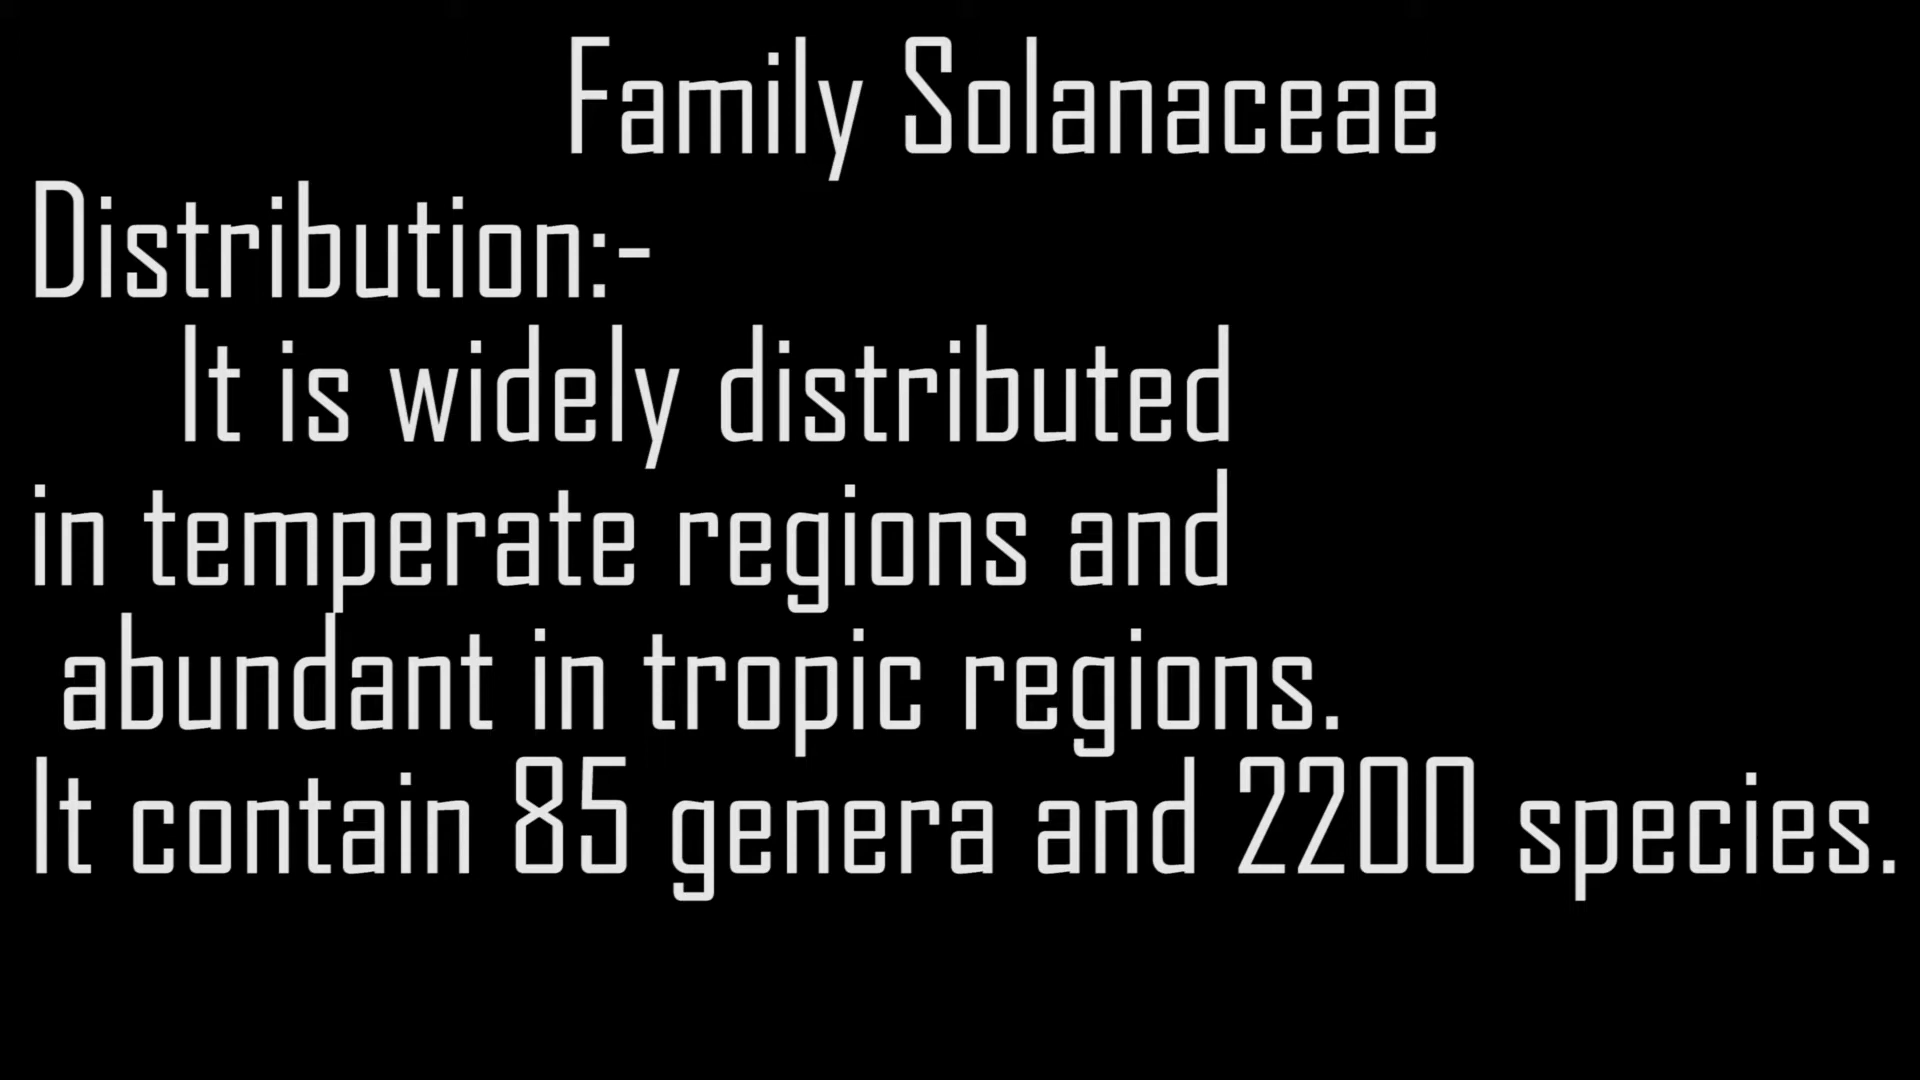 Family Solanaceae
Distribution:-
It is widely distributed
in temperate regions and
abundant in tropic regions.
It contain 85 genera and 2200 species.